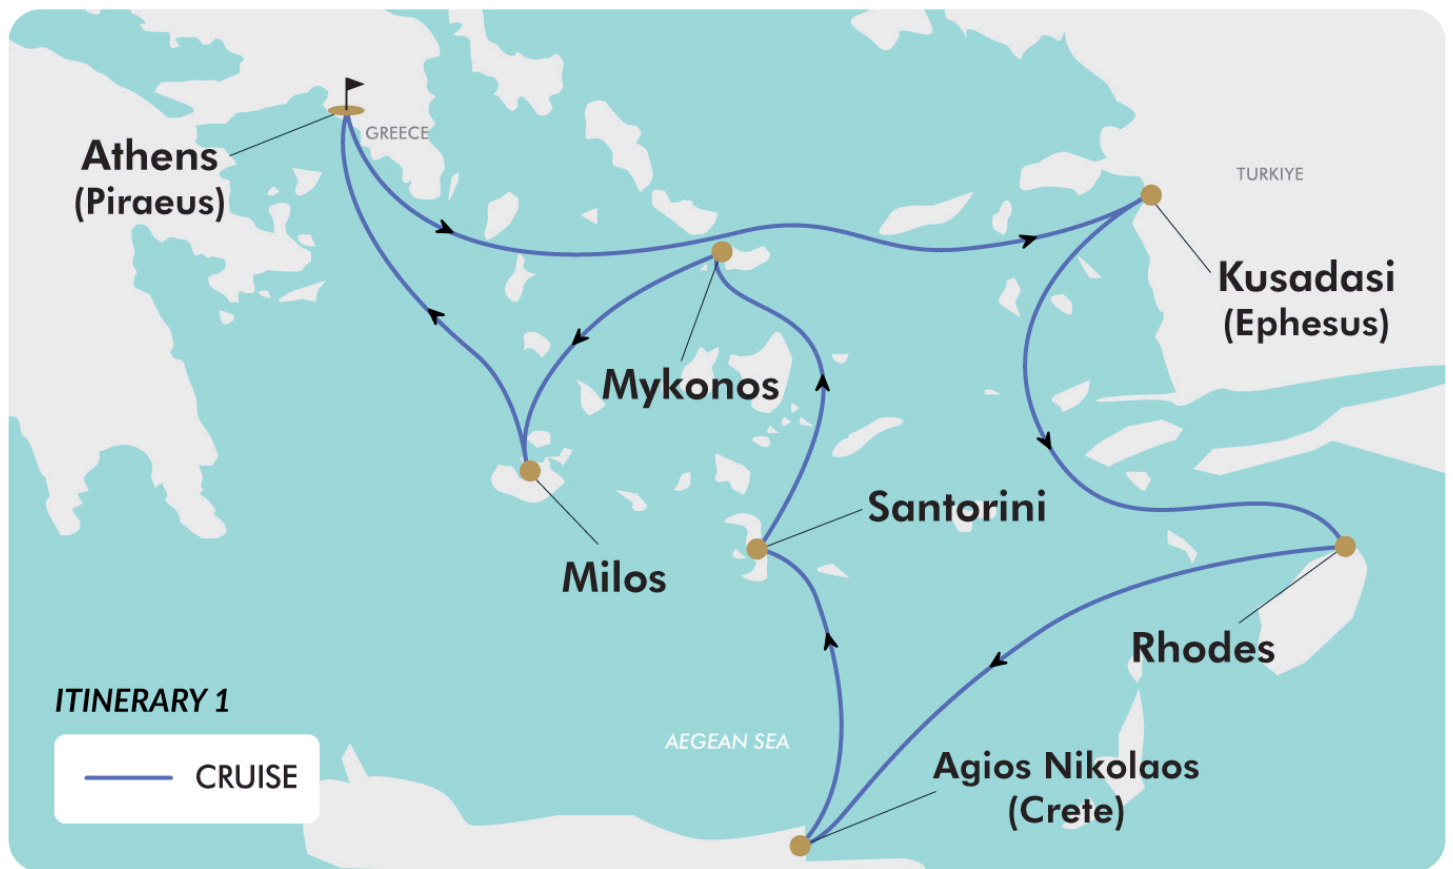 GREECE
Athens
(Piraeus)
TURKIYE
Kusadasi
(Ephesus)
Mykonos
Santorini
Milos
Rhodes
ITINERARY 1
CRUISE
AEGEAN SEA
Agios Nikolaos
(Crete)